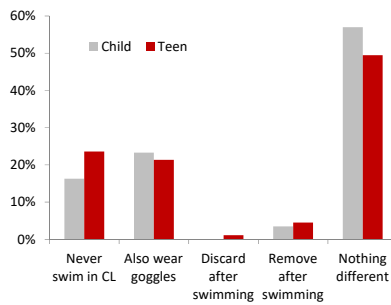 60%
50%
40%
30%
20%
10%
0%
Child Teen
Never swim in CL
Also wear goggles
Discard after swimming
Remove after swimming
Nothing different